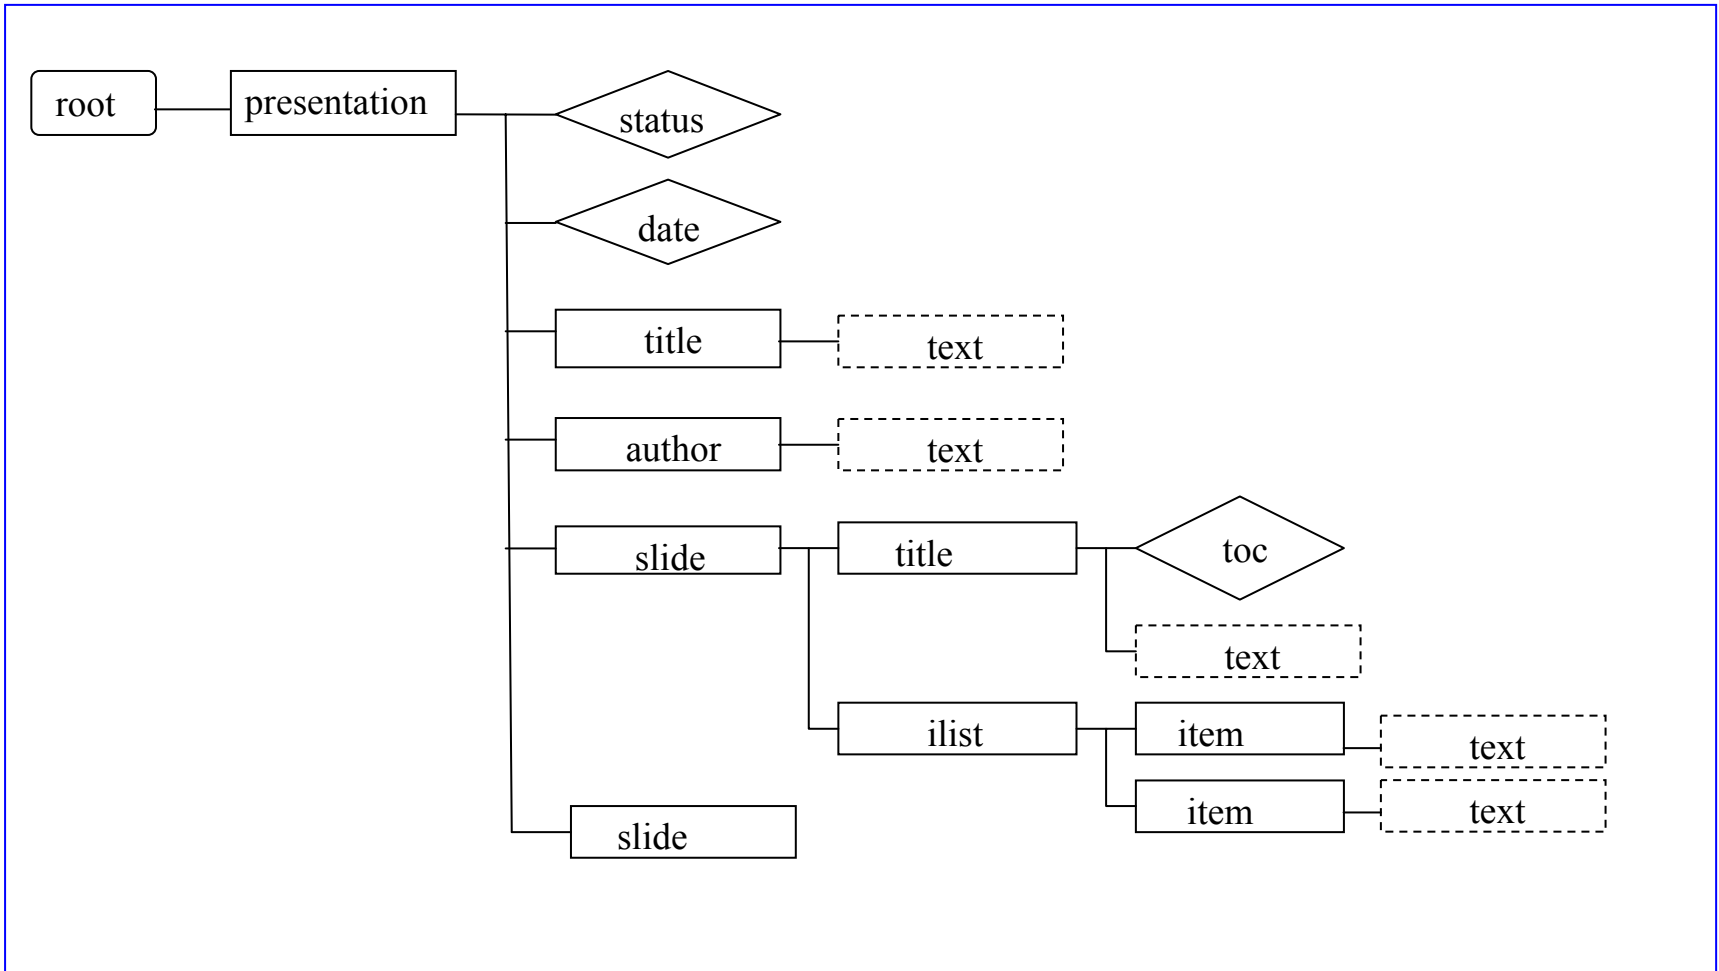 root
presentation
status
date
title
text
author
text
slide
title
toc
text
ilist
item
text
item
text
slide